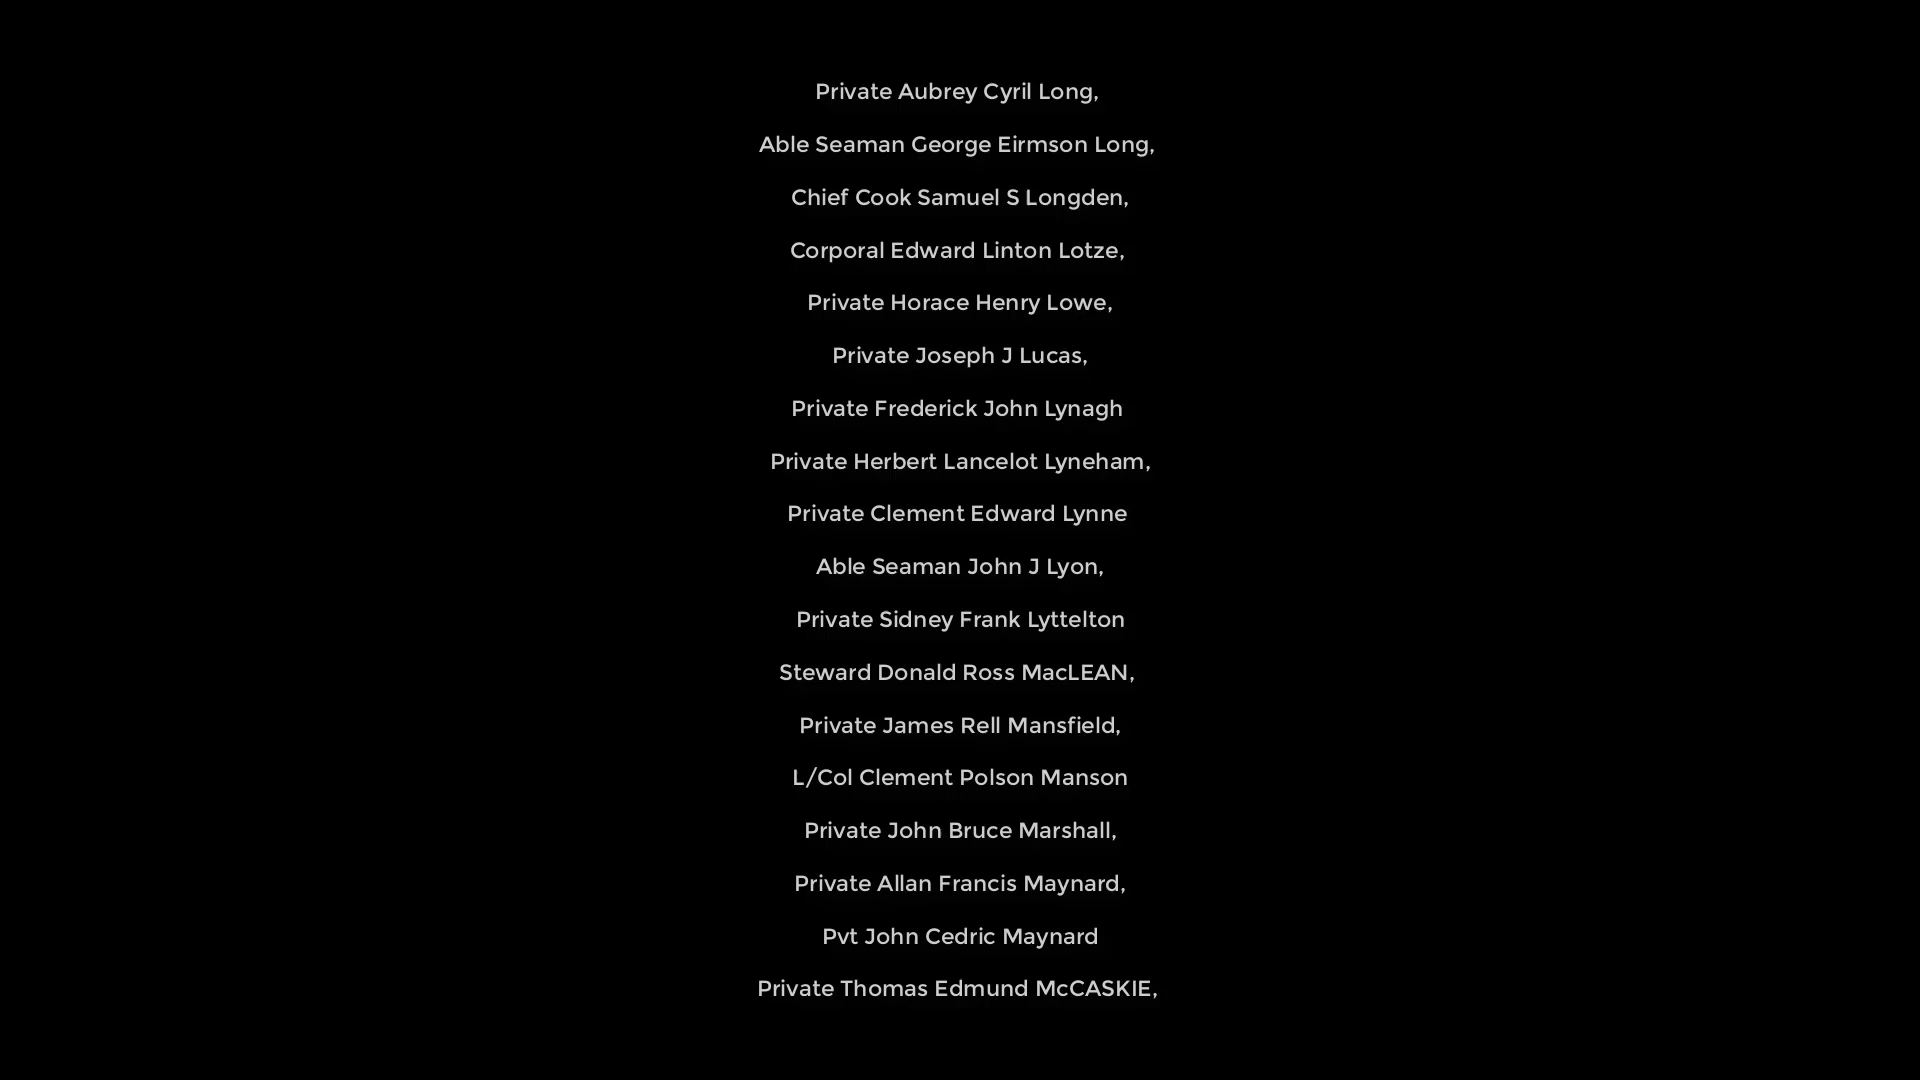 Private Aubrey Cyril Long,
Able Seaman George Eirmson Long,
Chief Cook Samuel S Longden,
Corporal Edward Linton Lotze,
Private Horace Henry Lowe,
Private Joseph J Lucas,
Private Frederick John Lynagh
Private Herbert Lancelot Lyneham,
Private Clement Edward Lynne
Able Seaman John J Lyon,
Private Sidney Frank Lyttelton
Steward Donald Ross MacLEAN,
Private James Rell Mansfield,
L/Col Clement Polson Manson
Private John Bruce Marshall,
Private Allan Francis Maynard,
Pvt John Cedric Maynard
Private Thomas Edmund McCASKIE,